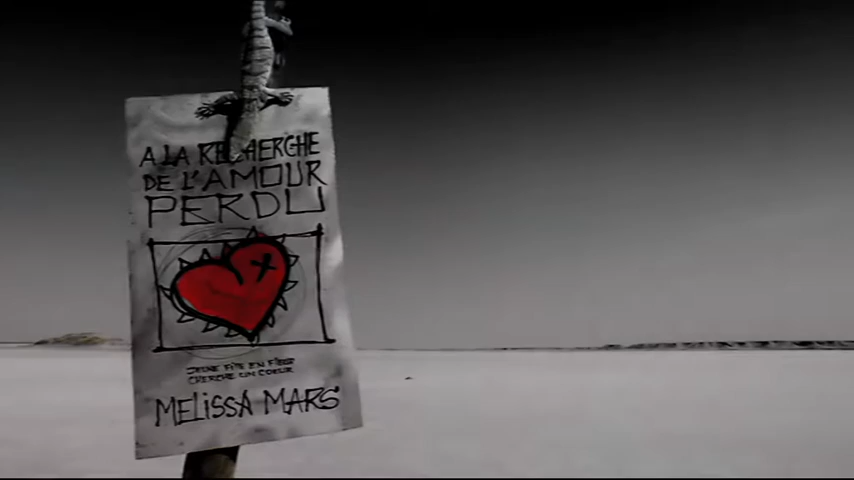 A LA RECHERCHE
DE L'AMOUR
PERDU
CHERCHE UN COEUR
MELISSA MARS